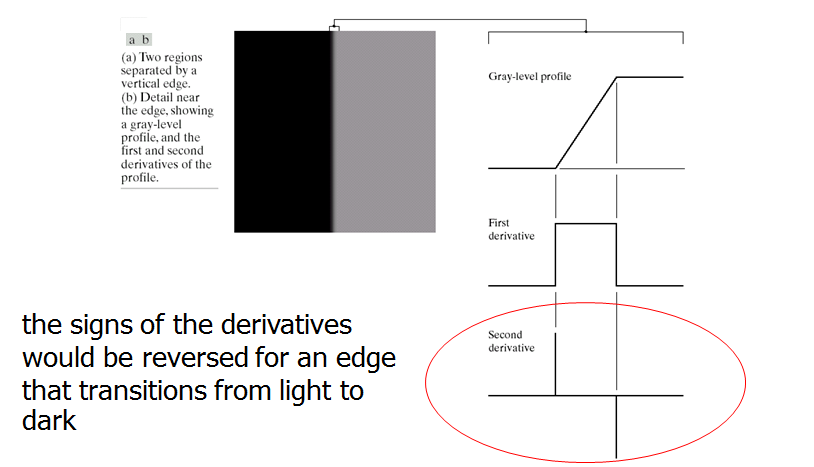 a b
(a) Two regions
separated by a
vertical edge.
(b) Detail near
the edge, showing
a gray-level
profile, and the
first and second
derivatives of the
profile.
Gray-level profile
First
derivative
Second
derivative
the signs of the derivatives
would be reversed for an edge
that transitions from light to
dark